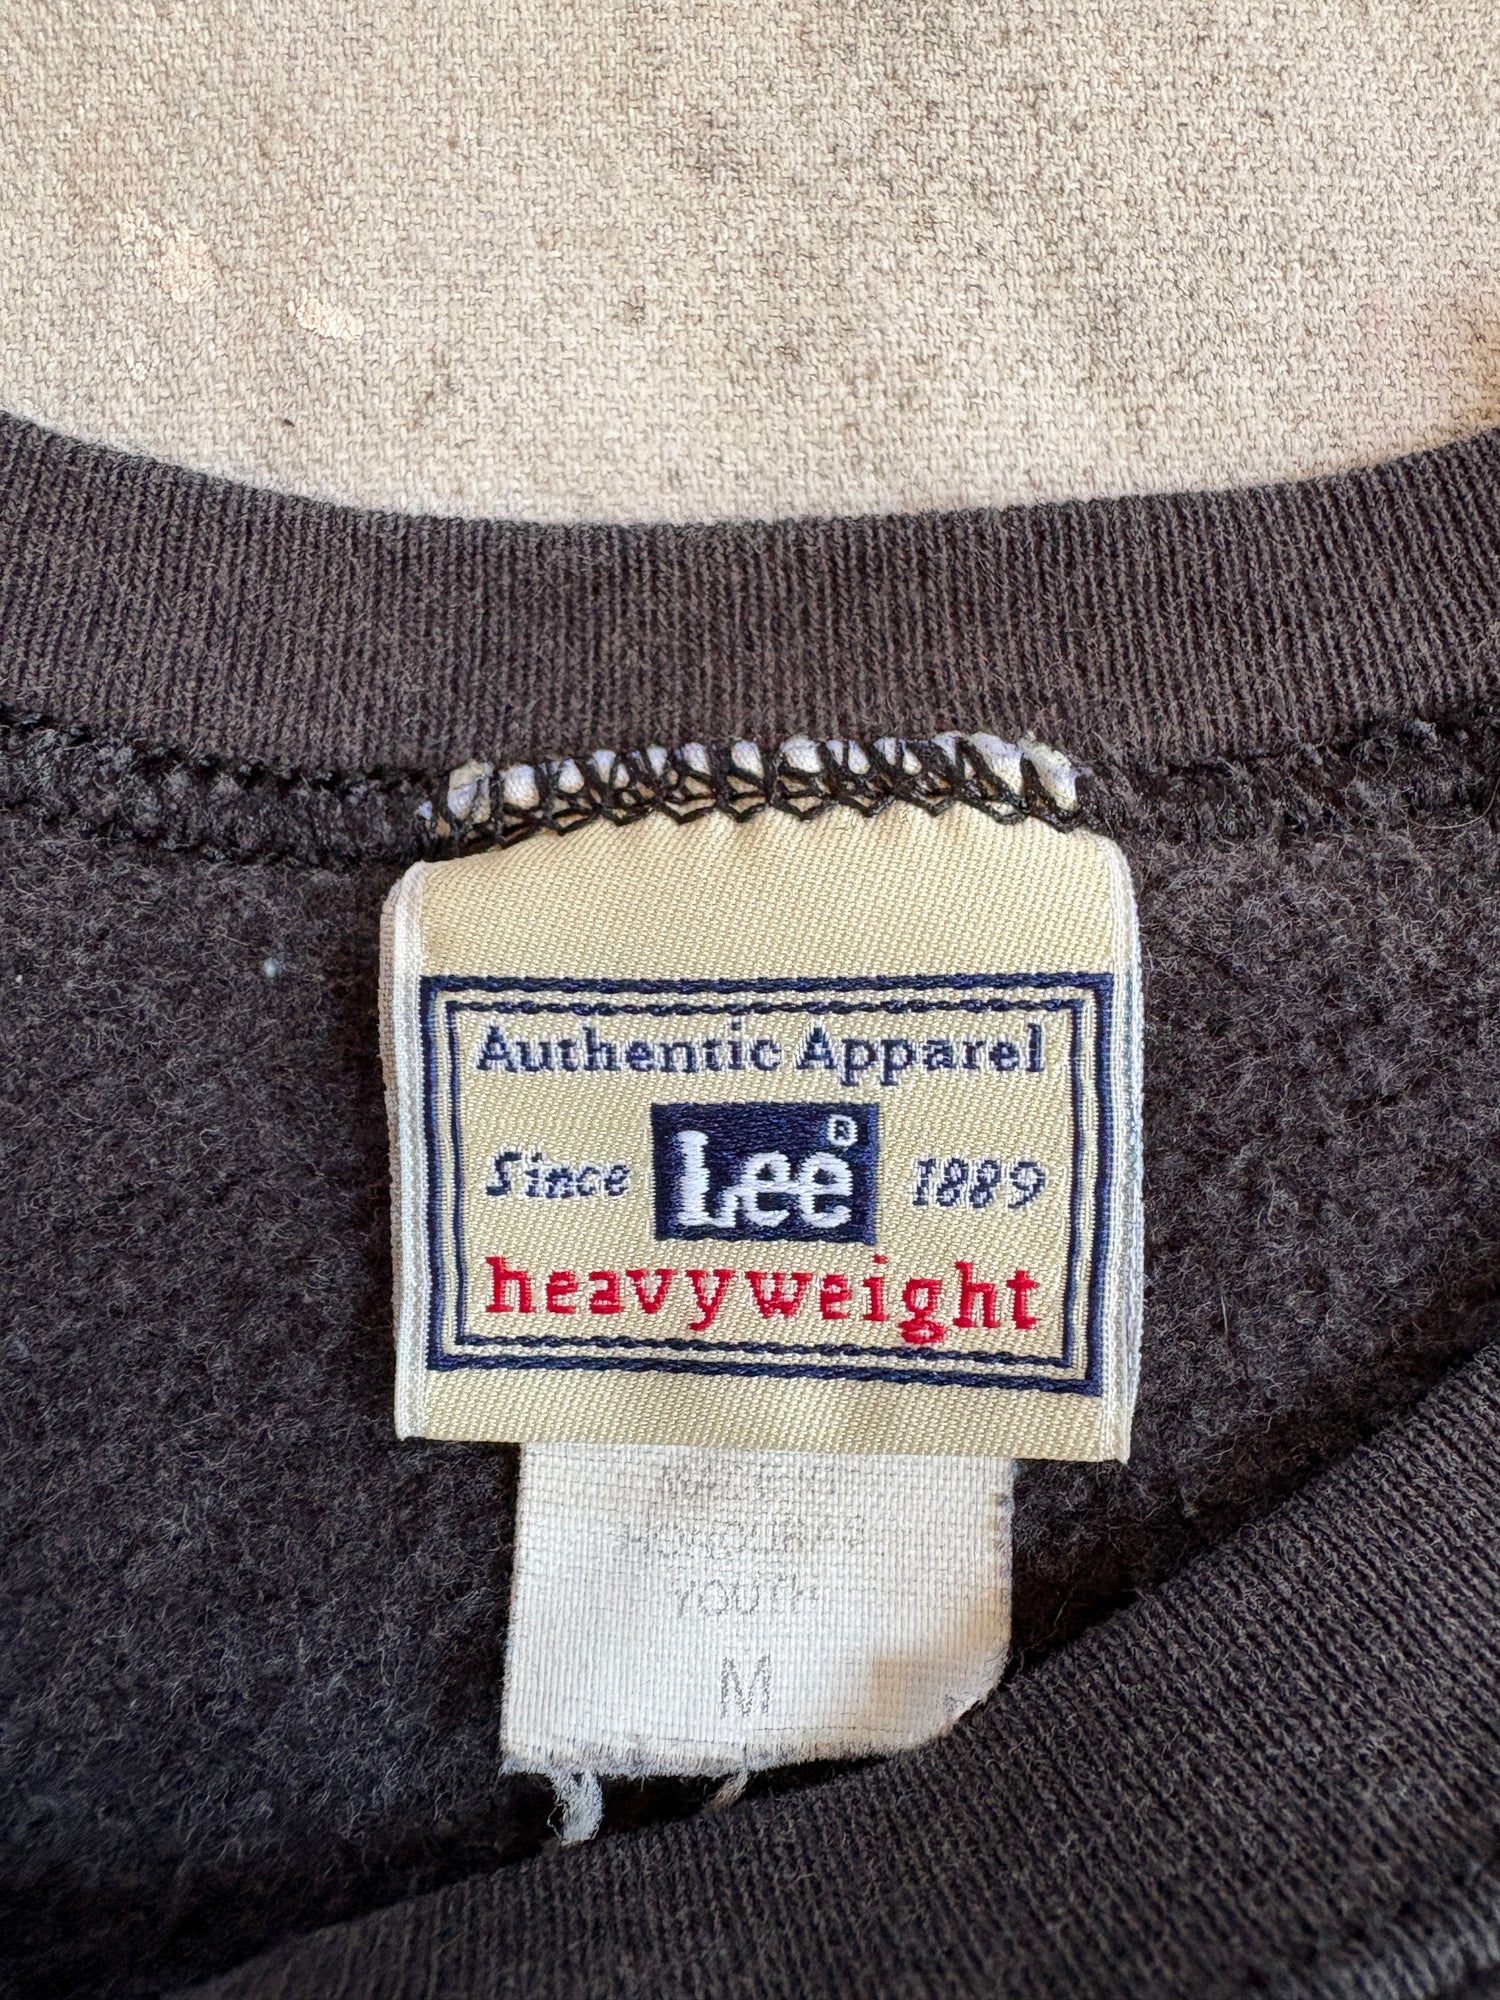 Authentic Apparel
Since Lee® 1889
heavyweight
YOUTH
M